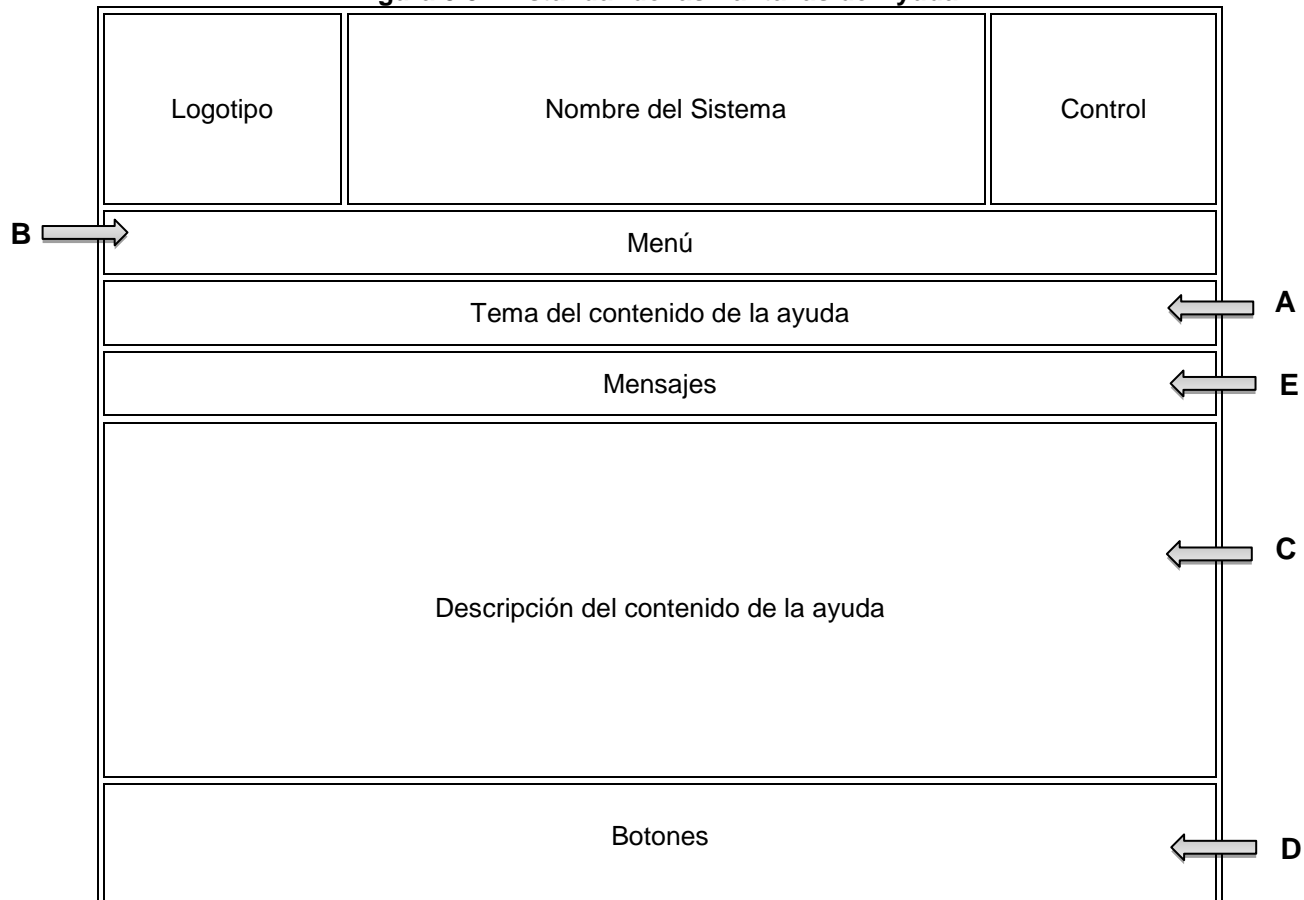 Logotipo
Nombre del Sistema
Control
B
Menú
Tema del contenido de la ayuda
A
Mensajes
E
C
Descripción del contenido de la ayuda
Botones
D